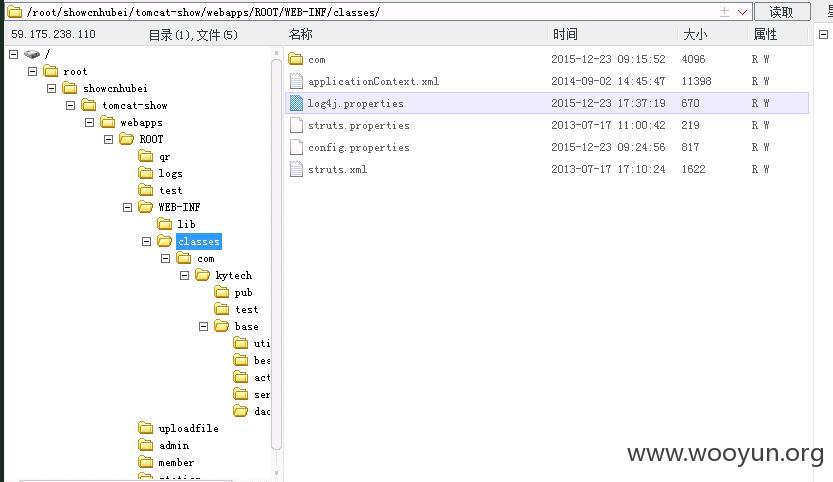 /root/showcnhubei/tomcat-show/webapps/ROOT/WEB-INF/classes/ 读取
59.175.238.110 目录(1),文件(5) 名称 时间 大小 属性
/
root
showcnhubei
tomcat-show
webapps
ROOT
qr
logs
test
WEB-INF
lib
classes
com
kytech
pub
test
base
uti
bea
act
ser
dao
uploadfile
admin
member
com 2015-12-23 09:15:52 4096 R W
applicationContext.xml 2014-09-02 14:45:47 11398 R W
log4j.properties 2015-12-23 17:37:19 670 R W
struts.properties 2013-07-17 11:00:42 219 R W
config.properties 2015-12-23 09:24:56 817 R W
struts.xml 2013-07-17 17:10:24 1622 R W
www.wooyun.org